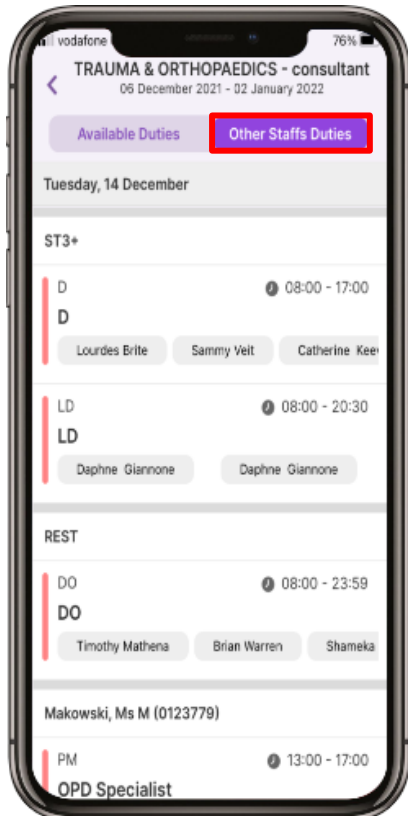 vodafone 76%
TRAUMA & ORTHOPAEDICS - consultant
06 December 2021 - 02 January 2022
Available Duties Other Staffs Duties
Tuesday, 14 December
ST3+
D 08:00 - 17:00
D
Lourdes Brite Sammy Veit Catherine Kee
LD 08:00 - 20:30
LD
Daphne Giannone Daphne Giannone
REST
DO 08:00 - 23:59
DO
Timothy Mathena Brian Warren Shameka
Makowski, Ms M (0123779)
PM 13:00 - 17:00
OPD Specialist